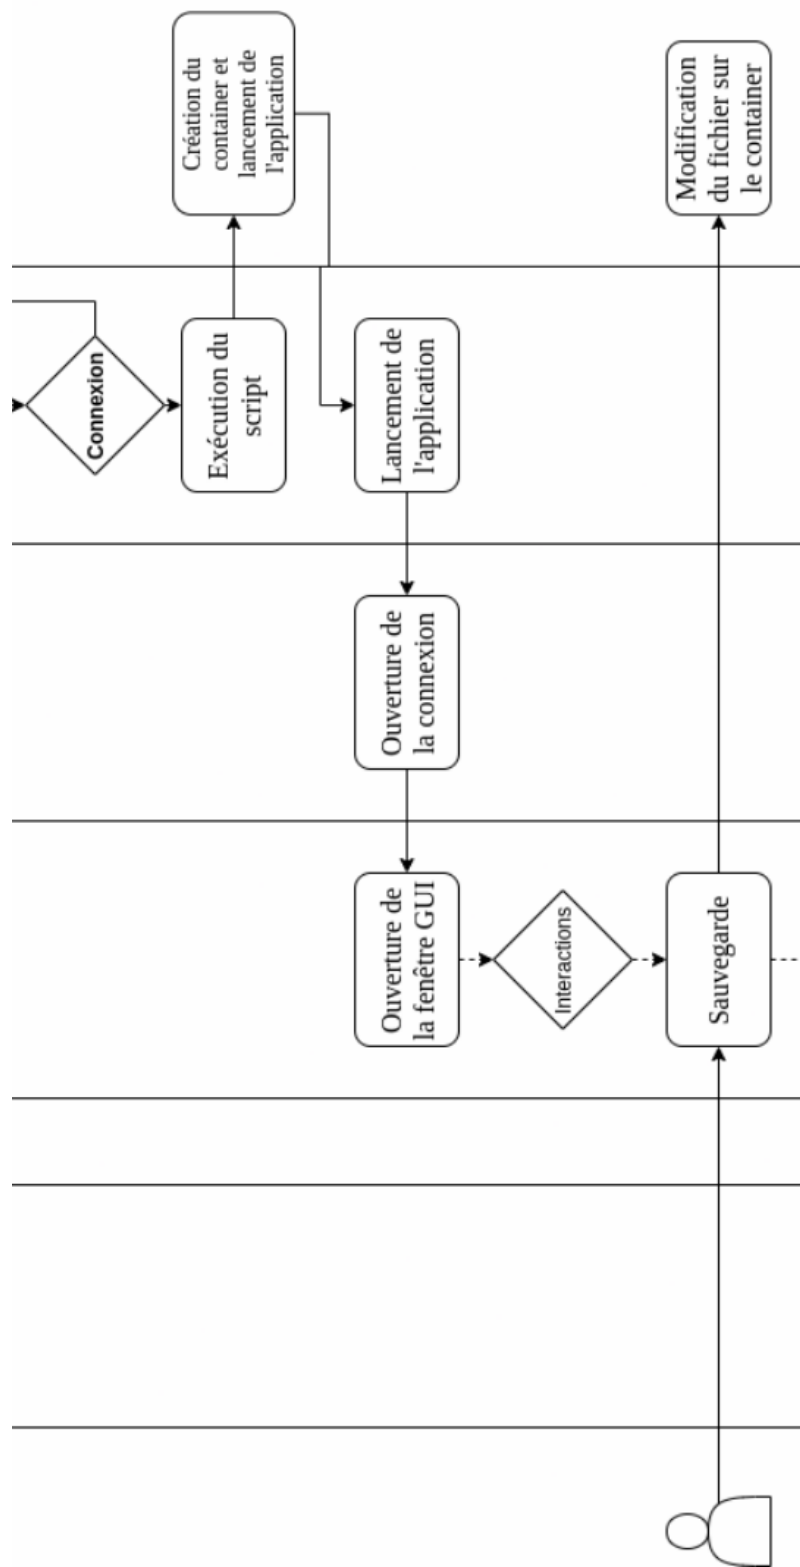 Création du
container et
lancement de
l'application
Modification
du fichier sur
le container
Connexion
Exécution du
script
Lancement de
l'application
Ouverture de
la connexion
Ouverture de
la fenêtre GUI
Interactions
Sauvegarde